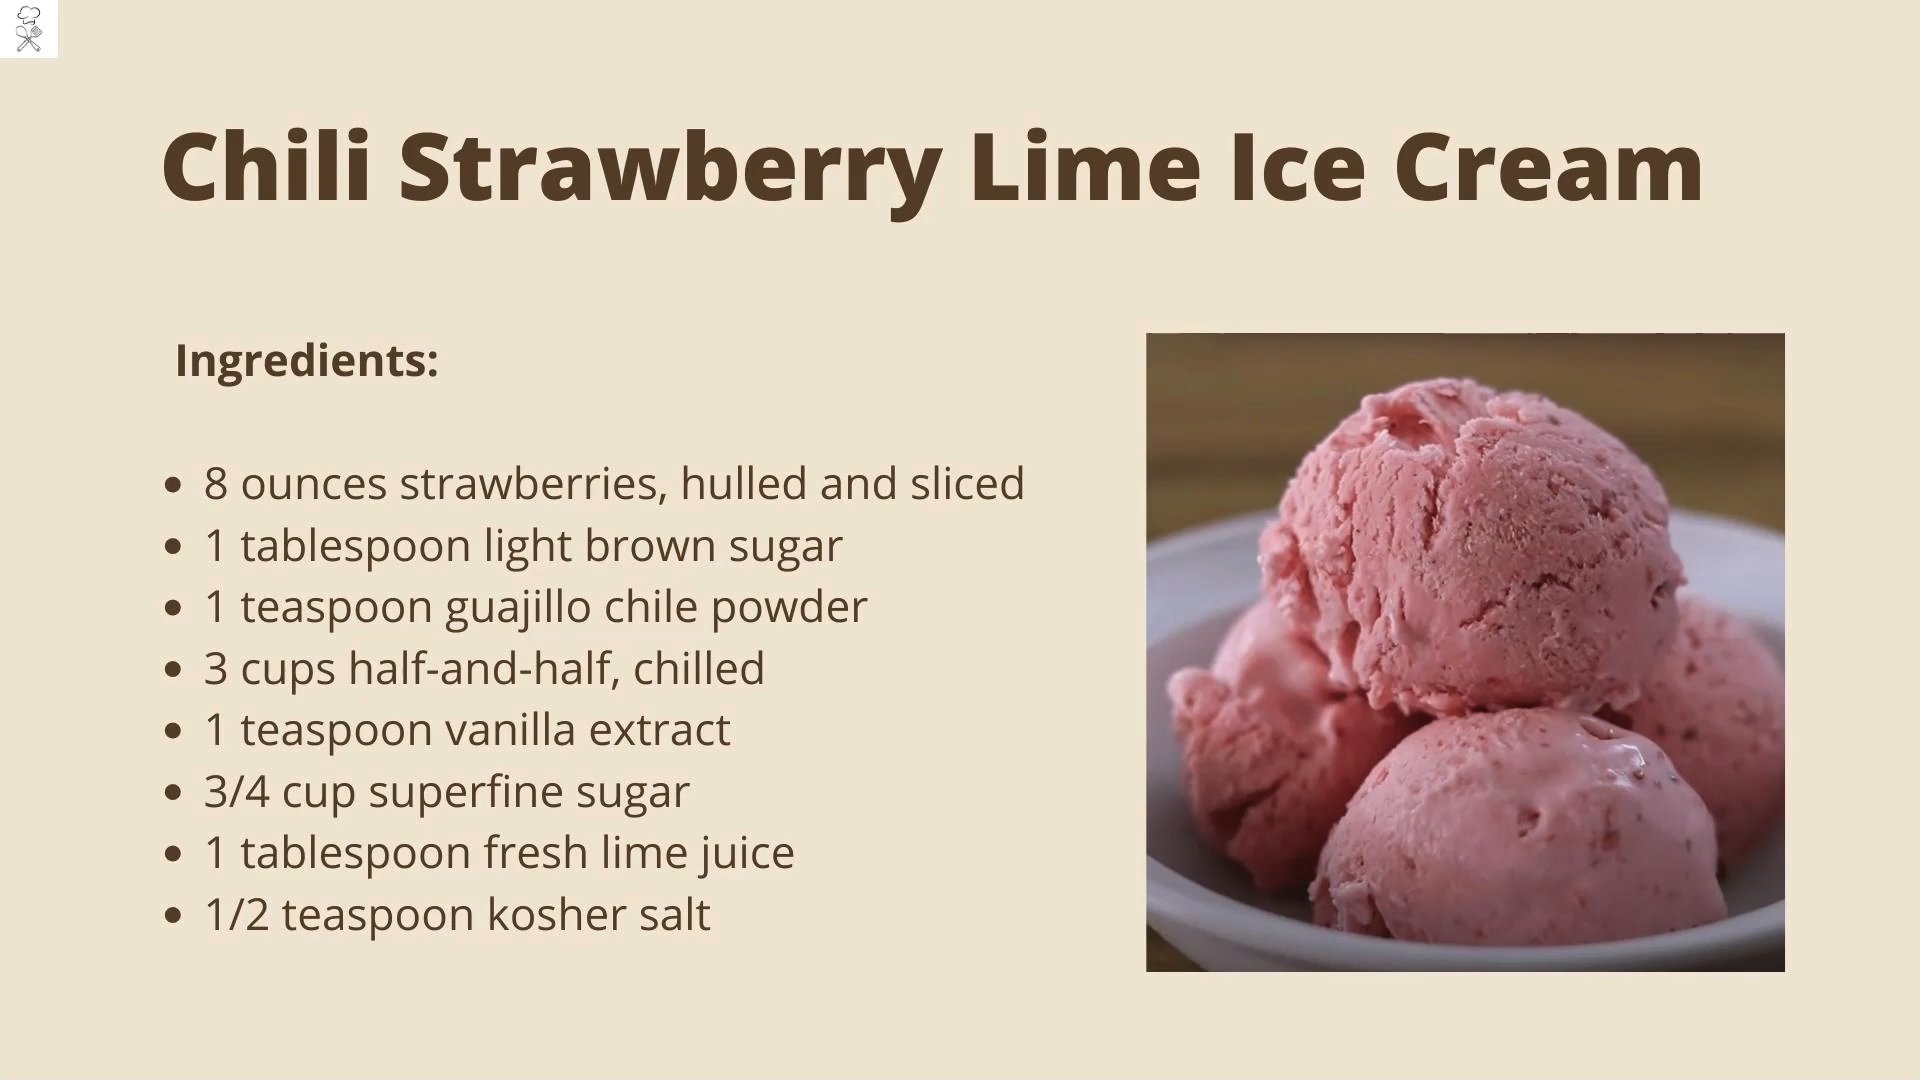 Chili Strawberry Lime Ice Cream
Ingredients:
• 8 ounces strawberries, hulled and sliced
• 1 tablespoon light brown sugar
• 1 teaspoon guajillo chile powder
• 3 cups half-and-half, chilled
• 1 teaspoon vanilla extract
• 3/4 cup superfine sugar
• 1 tablespoon fresh lime juice
• 1/2 teaspoon kosher salt